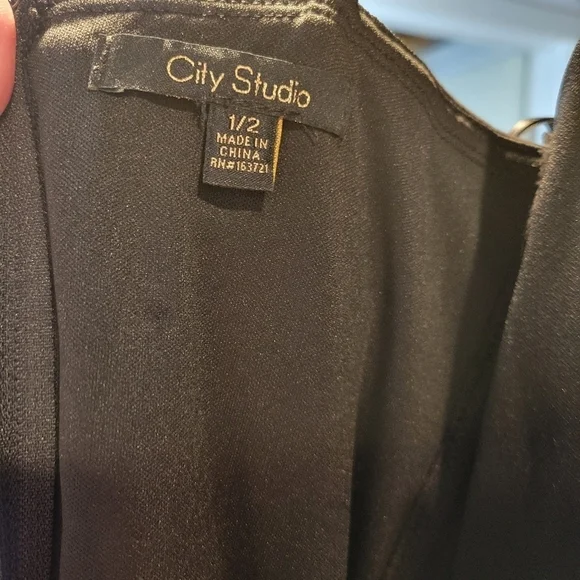 City Studio
1/2
MADE IN
CHINA
RN#163721